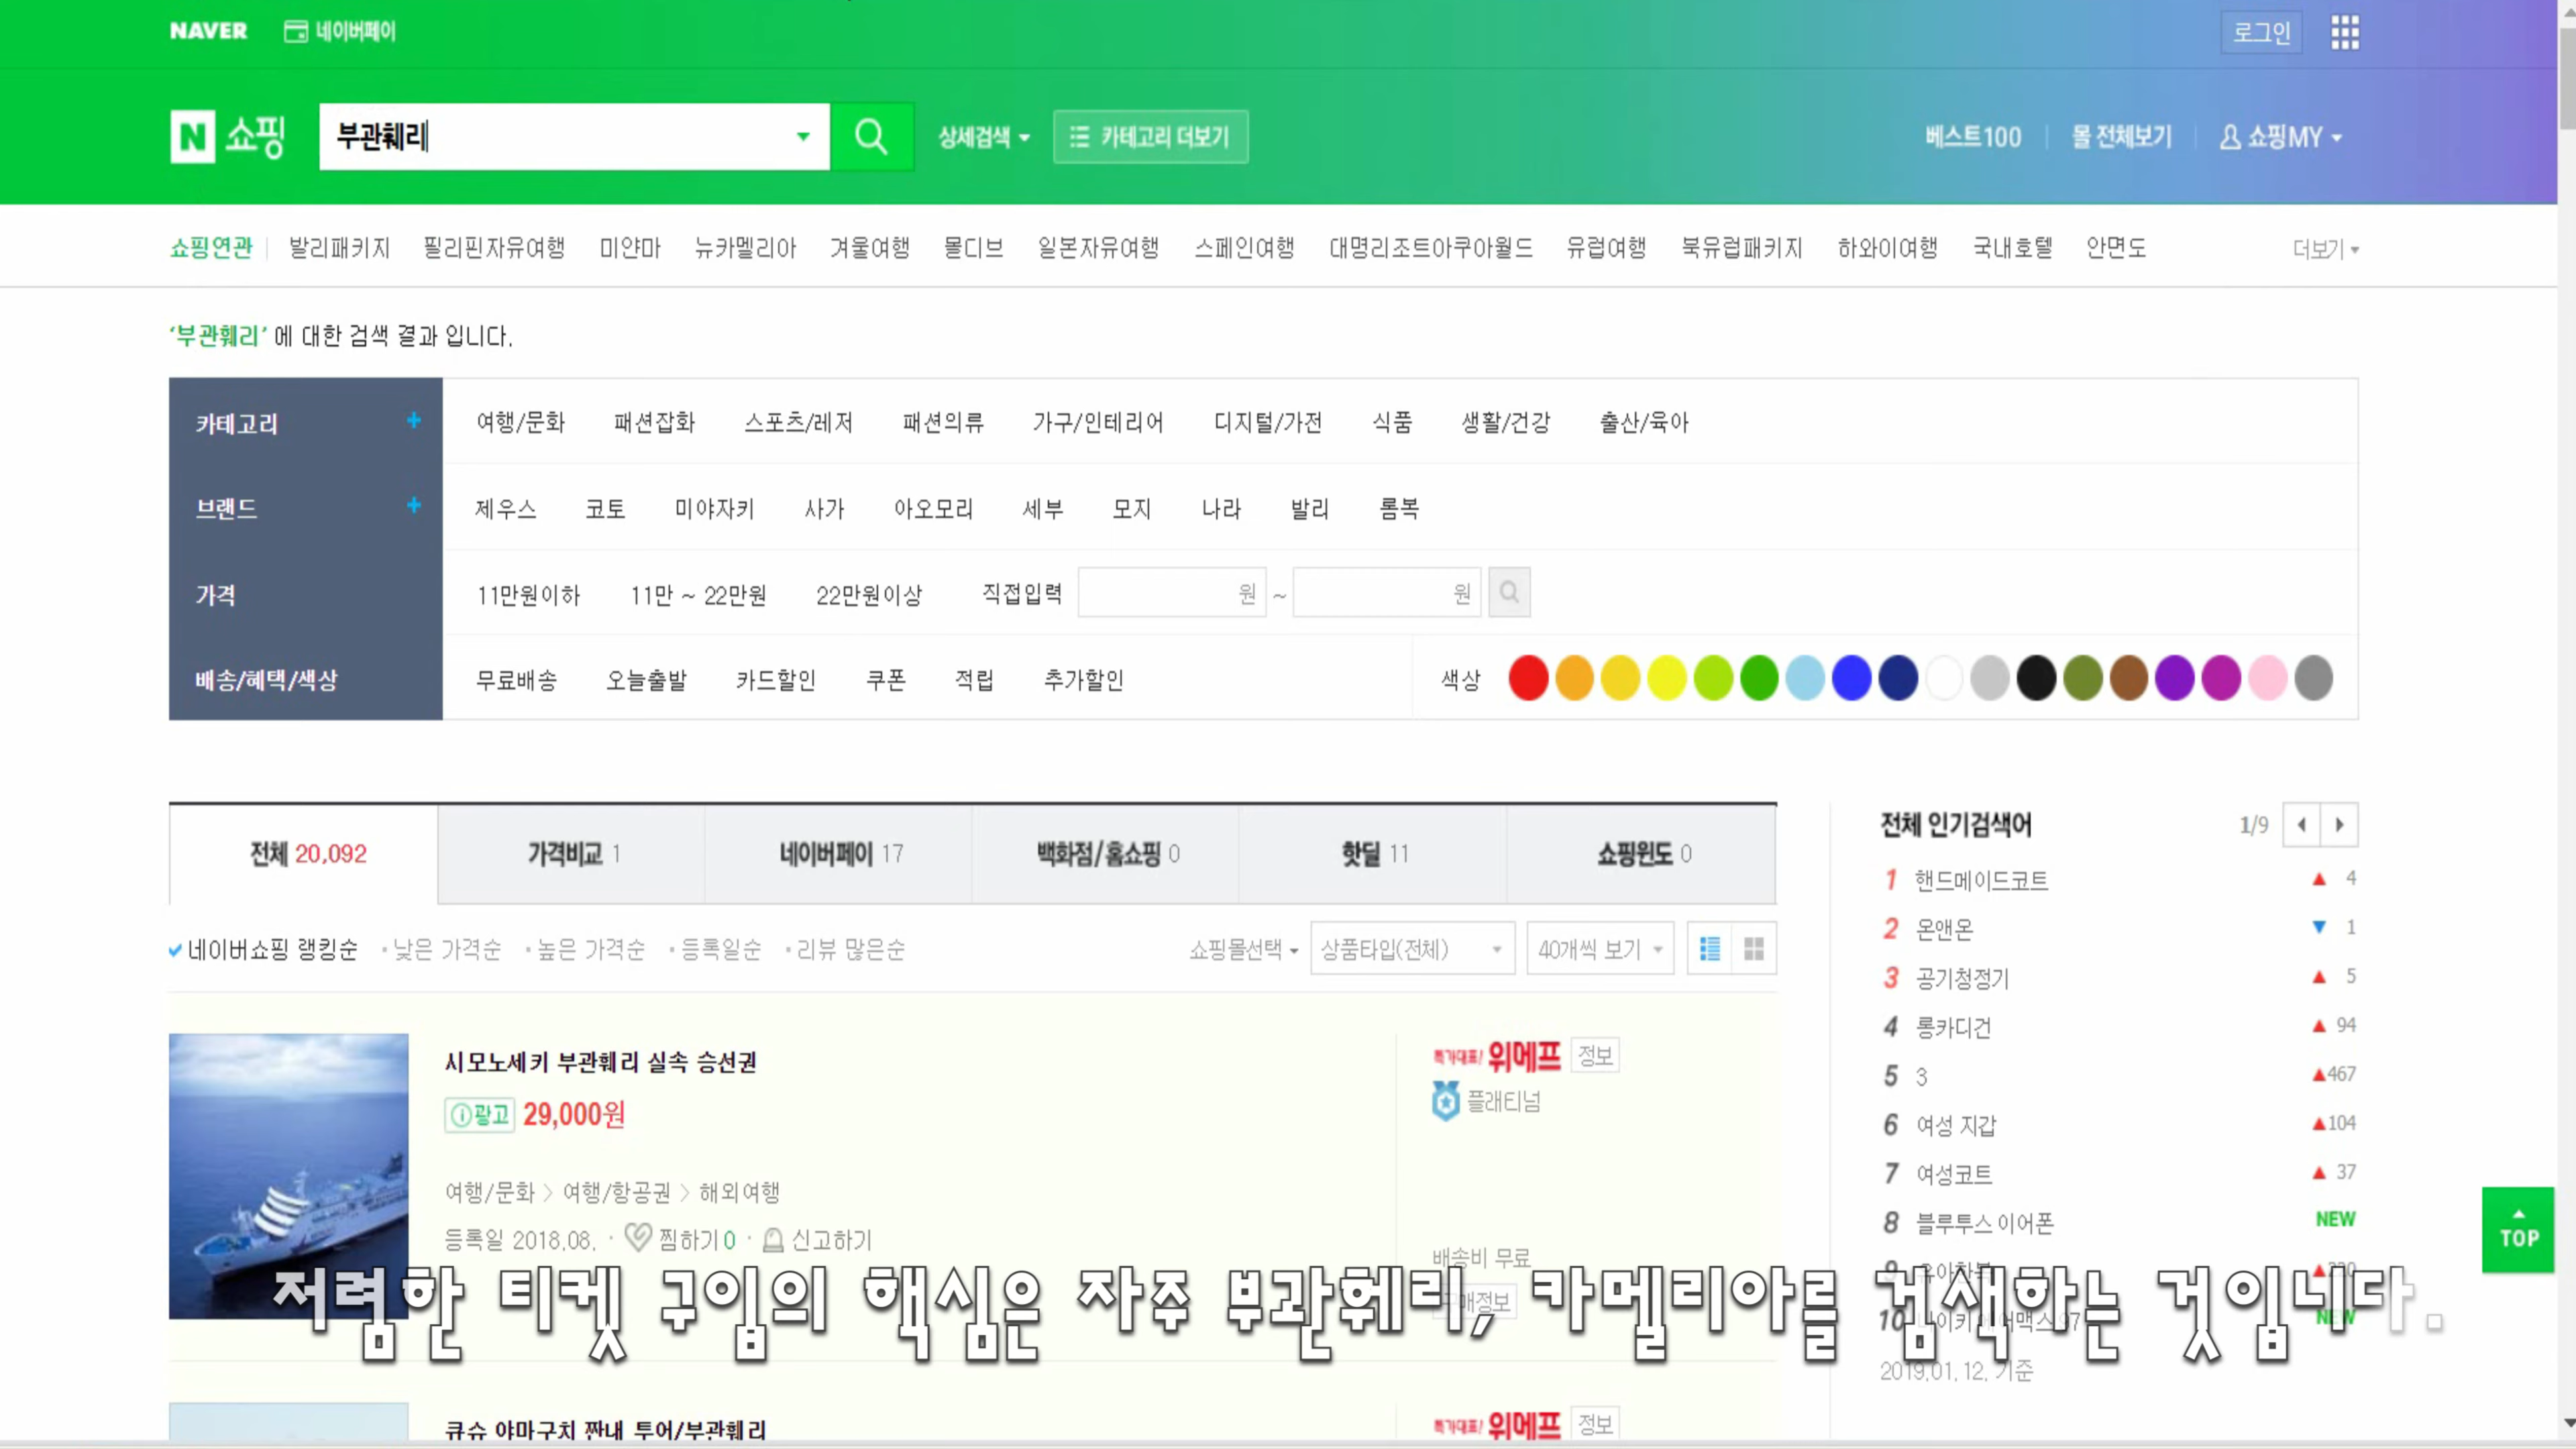 NAVER 네이버페이 로그인
N 쇼핑 부관훼리 상세검색 카테고리 더보기 베스트100 몰 전체보기 쇼핑MY
쇼핑연관 발리패키지 필리핀자유여행 미얀마 뉴카멜리아 겨울여행 몰디브 일본자유여행 스페인여행 대명리조트아쿠아월드 유럽여행 북유럽패키지 하와이여행 국내호텔 안면도 더보기
‘부관훼리’ 에 대한 검색 결과 입니다.
카테고리 + 여행/문화 패션잡화 스포츠/레저 패션의류 가구/인테리어 디지털/가전 식품 생활/건강 출산/육아
브랜드 + 제우스 코토 미야자키 사가 아오모리 세부 모지 나라 발리 롬복
가격 11만원이하 11만 ~ 22만원 22만원이상 직접입력 원 ~ 원
배송/혜택/색상 무료배송 오늘출발 카드할인 쿠폰 적립 추가할인 색상
전체 20,092 가격비교 1 네이버페이 17 백화점/홈쇼핑 0 핫딜 11 쇼핑윈도 0
네이버쇼핑 랭킹순 낮은 가격순 높은 가격순 등록일순 리뷰 많은순 쇼핑몰선택 상품타입(전체) 40개씩 보기
시모노세키 부관훼리 실속 승선권
광고 29,000원
여행/문화 > 여행/항공권 > 해외여행
등록일 2018.08. · 찜하기 0 · 신고하기
특가대표! 위메프 정보
플래티넘
배송비 무료
큐슈 야마구치 짠내 투어/부관훼리
특가대표! 위메프 정보
전체 인기검색어 1/9
1 핸드메이드코트 4
2 온앤온 1
3 공기청정기 5
4 롱카디건 94
5 3 467
6 여성 지갑 104
7 여성코트 37
8 블루투스 이어폰 NEW
9
10 NEW
2019.01.12. 기준
TOP
저렴한 티켓 구입의 핵심은 자주 부관훼리, 카멜리아를 검색하는 것입니다.